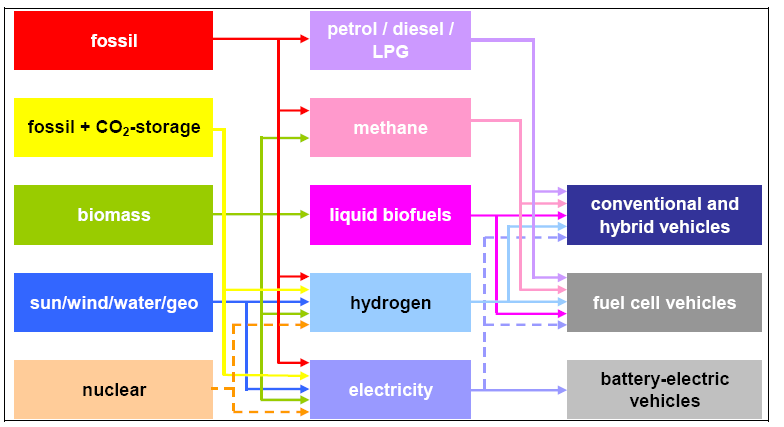 fossil
petrol / diesel /
LPG
fossil + CO₂-storage
methane
biomass
liquid biofuels
conventional and
hybrid vehicles
sun/wind/water/geo
hydrogen
fuel cell vehicles
nuclear
electricity
battery-electric
vehicles